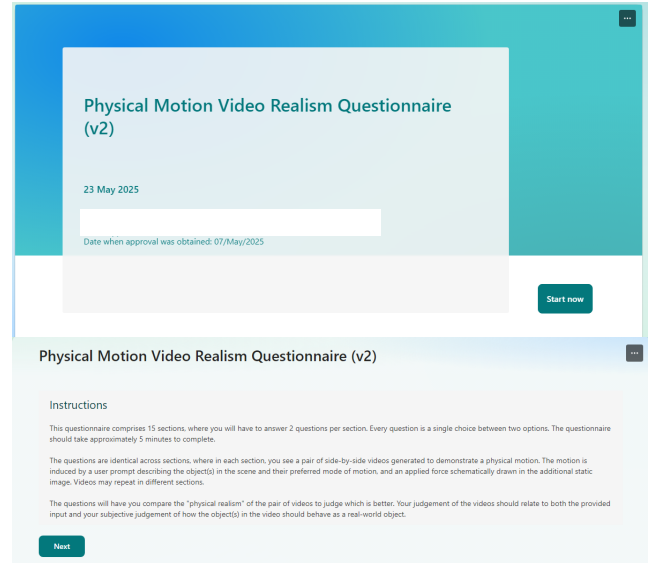 Physical Motion Video Realism Questionnaire
(v2)
23 May 2025
Date when approval was obtained: 07/May/2025
Start now
Physical Motion Video Realism Questionnaire (v2)
Instructions
This questionnaire comprises 15 sections, where you will have to answer 2 questions per section. Every question is a single choice between two options. The questionnaire
should take approximately 5 minutes to complete.
The questions are identical across sections, where in each section, you see a pair of side-by-side videos generated to demonstrate a physical motion. The motion is
induced by a user prompt describing the object(s) in the scene and their preferred mode of motion, and an applied force schematically drawn in the additional static
image. Videos may repeat in different sections.
The questions will have you compare the "physical realism" of the pair of videos to judge which is better. Your judgement of the videos should relate to both the provided
input and your subjective judgement of how the object(s) in the video should behave as a real-world object.
Next